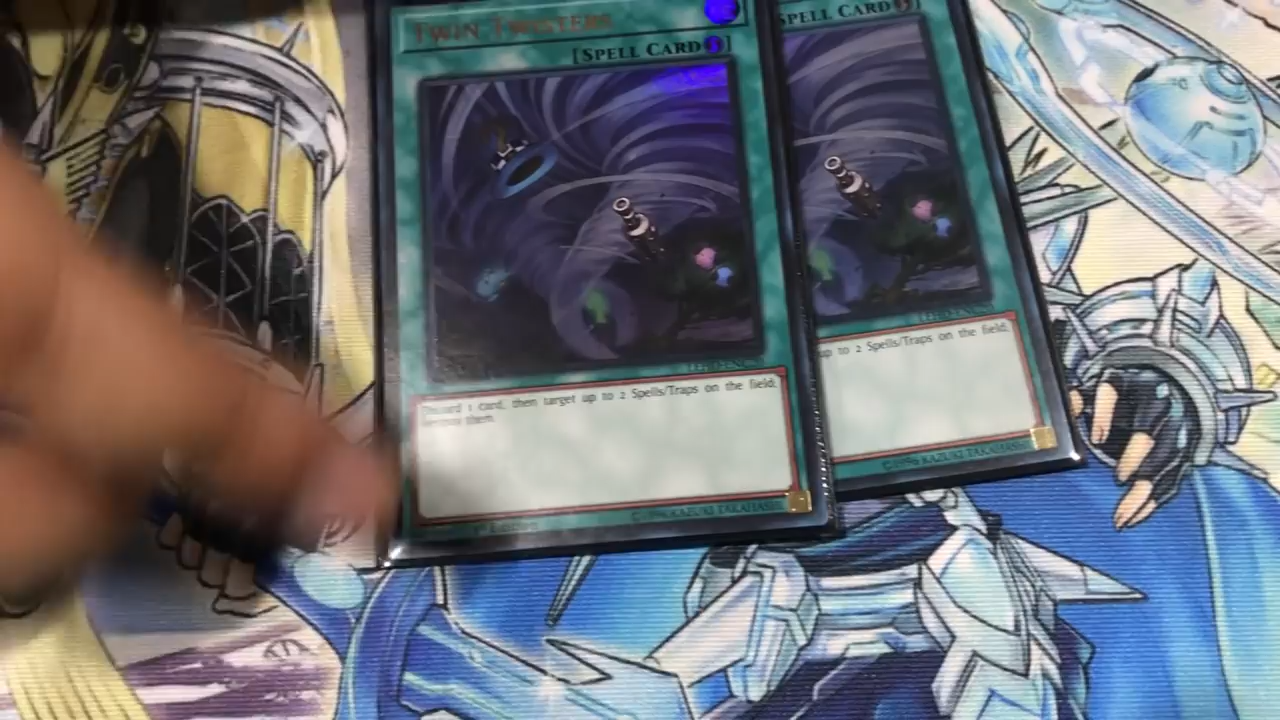 TWIN TWISTERS
[SPELL CARD]
Discard 1 card, then target up to 2 Spells/Traps on the field;
destroy them.
1st Edition
©1996 KAZUKI TAKAHASHI
SPELL CARD]
up to 2 Spells/Traps on the field;
©1996 KAZUKI TAKAHASHI